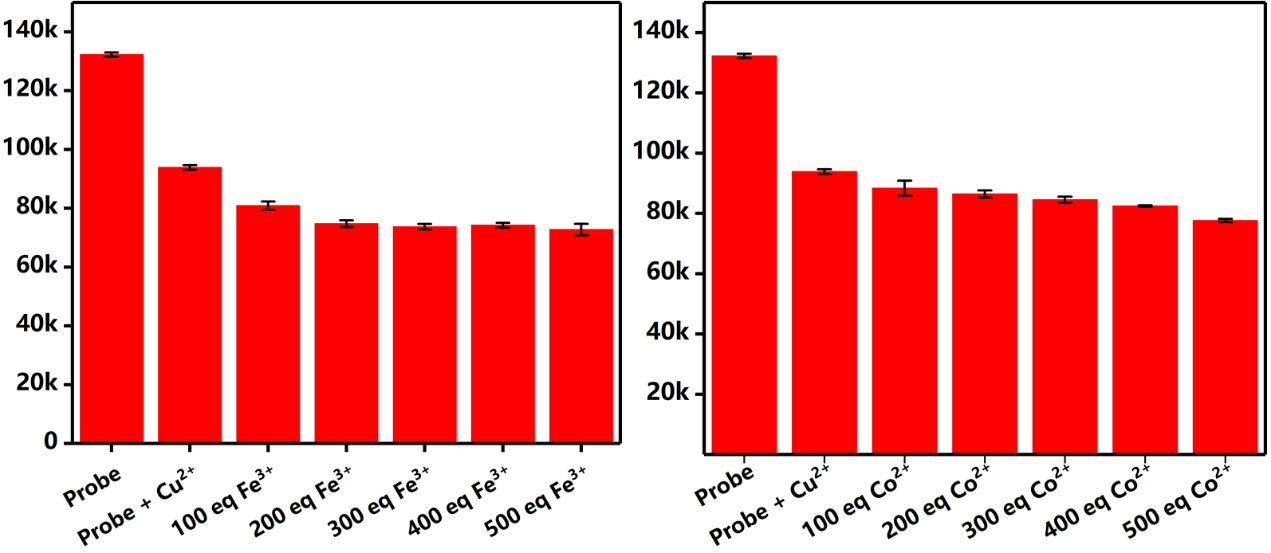 140k
120k
100k
80k
60k
40k
20k
0
Probe
Probe + Cu²⁺
100 eq Fe³⁺
200 eq Fe³⁺
300 eq Fe³⁺
400 eq Fe³⁺
500 eq Fe³⁺
140k
120k
100k
80k
60k
40k
20k
Probe
Probe + Cu²⁺
100 eq Co²⁺
200 eq Co²⁺
300 eq Co²⁺
400 eq Co²⁺
500 eq Co²⁺